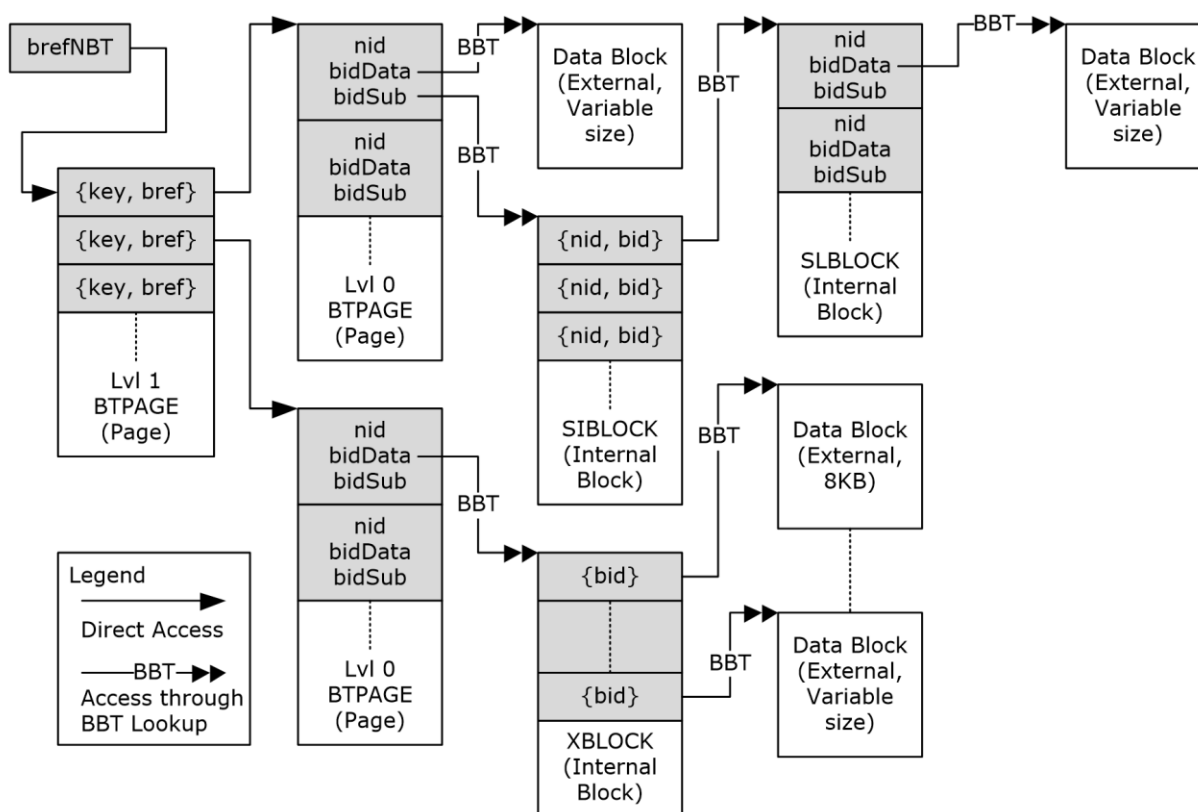 brefNBT
{key, bref}
{key, bref}
{key, bref}
Lvl 1
BTPAGE
(Page)
nid
bidData
bidSub
nid
bidData
bidSub
Lvl 0
BTPAGE
(Page)
BBT
BBT
Data Block
(External,
Variable
size)
{nid, bid}
{nid, bid}
{nid, bid}
SIBLOCK
(Internal
Block)
BBT
nid
bidData
bidSub
nid
bidData
bidSub
SLBLOCK
(Internal
Block)
BBT
Data Block
(External,
Variable
size)
nid
bidData
bidSub
nid
bidData
bidSub
Lvl 0
BTPAGE
(Page)
BBT
{bid}
{bid}
XBLOCK
(Internal
Block)
BBT
Data Block
(External,
8KB)
BBT
Data Block
(External,
Variable
size)
Legend
Direct Access
BBT
Access through
BBT Lookup